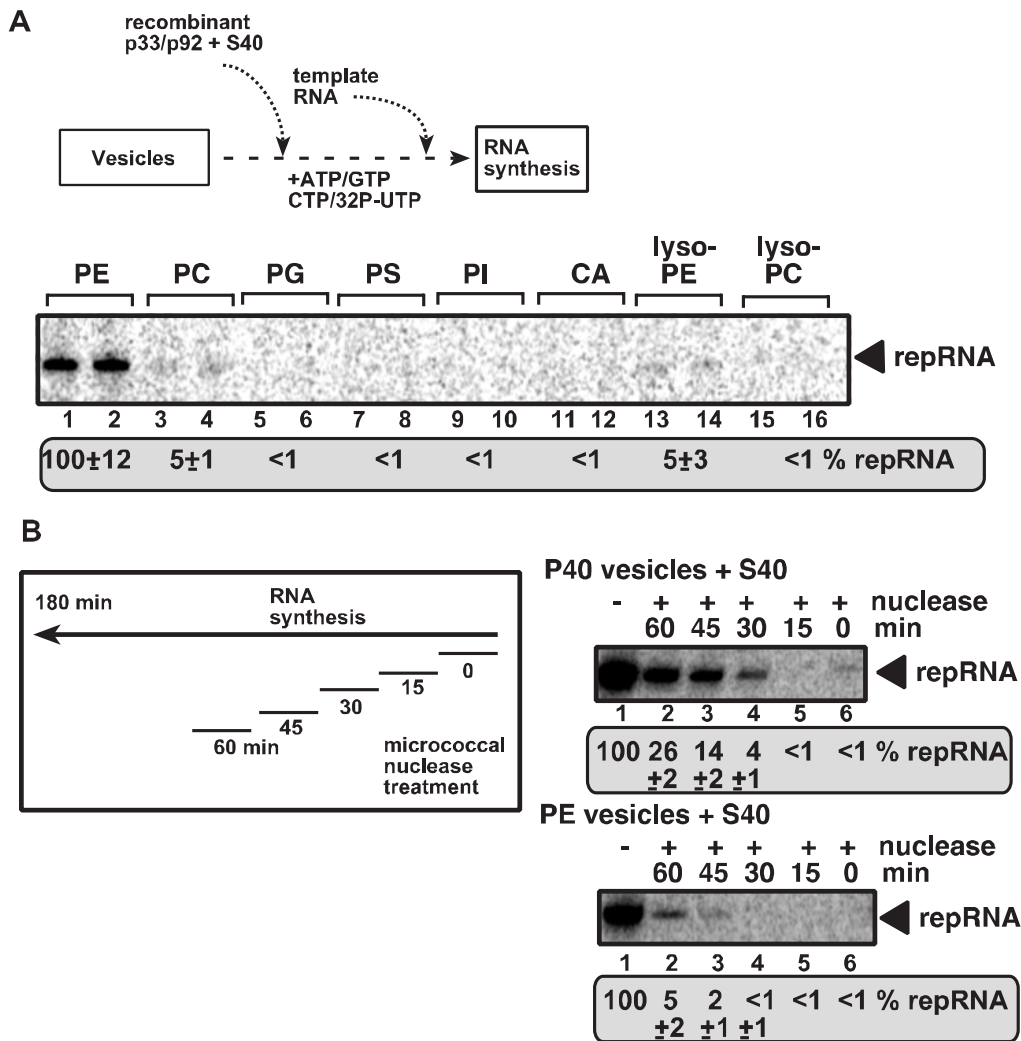 A
recombinant
p33/p92 + S40
template
RNA
Vesicles
RNA
synthesis
+ATP/GTP
CTP/32P-UTP
PE PC PG PS PI CA lyso-PE lyso-PC
repRNA
1 2 3 4 5 6 7 8 9 10 11 12 13 14 15 16
100±12 5±1 <1 <1 <1 <1 5±3 <1 % repRNA
B
180 min
RNA
synthesis
0
15
30
45
60 min
micrococcal
nuclease
treatment
P40 vesicles + S40
- + + + + + nuclease
60 45 30 15 0 min
repRNA
1 2 3 4 5 6
100 26 14 4 <1 <1 % repRNA
±2 ±2 ±1
PE vesicles + S40
- + + + + + nuclease
60 45 30 15 0 min
repRNA
1 2 3 4 5 6
100 5 2 <1 <1 <1 % repRNA
±2 ±1 ±1